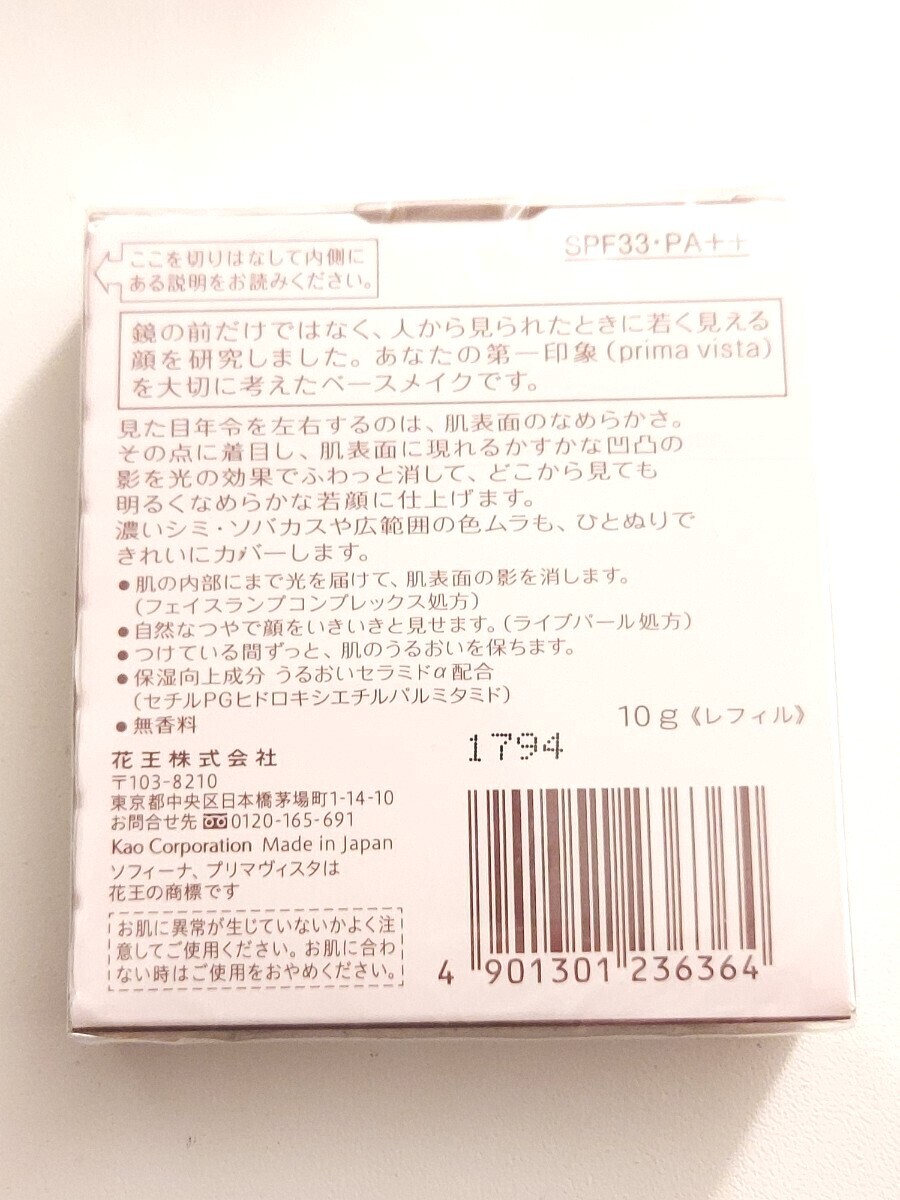 SPF33・PA++
ここを切りはなして内側に
ある説明をお読みください。
鏡の前だけではなく、人から見られたときに若く見える
顔を研究しました。あなたの第一印象(prima vista)
を大切に考えたベースメイクです。
見た目年令を左右するのは、肌表面のなめらかさ。
その点に着目し、肌表面に現れるかすかな凹凸の
影を光の効果でふわっと消して、どこから見ても
明るくなめらかな若顔に仕上げます。
濃いシミ・ソバカスや広範囲の色ムラも、ひとぬりで
きれいにカバーします。
●肌の内部にまで光を届けて、肌表面の影を消します。
(フェイスランプコンプレックス処方)
●自然なつやで顔をいきいきと見せます。(ライブパール処方)
●つけている間ずっと、肌のうるおいを保ちます。
●保湿向上成分 うるおいセラミドα配合
(セチルPGヒドロキシエチルパルミタミド)
●無香料
10g《レフィル》
1794
花王株式会社
〒103-8210
東京都中央区日本橋茅場町1-14-10
お問合せ先 0120-165-691
Kao Corporation Made in Japan
ソフィーナ、プリマヴィスタは
花王の商標です
お肌に異常が生じていないかよく注
意してご使用ください。お肌に合わ
ない時はご使用をおやめください。
4 901301 236364